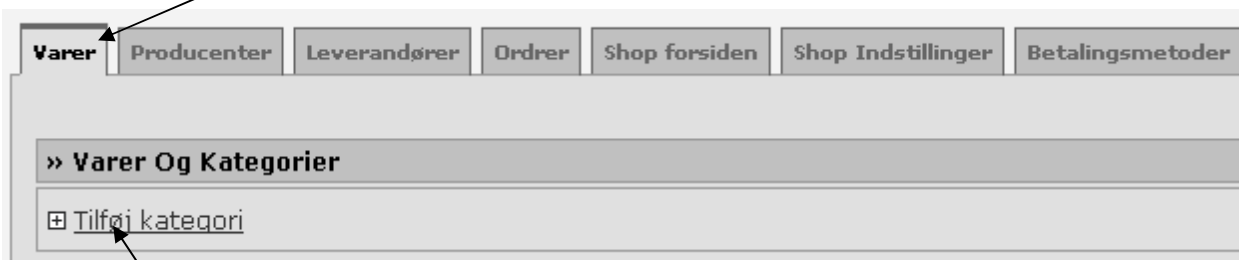 Varer Producenter Leverandører Ordrer Shop forsiden Shop Indstillinger Betalingsmetoder
» Varer Og Kategorier
Tilføj kategori